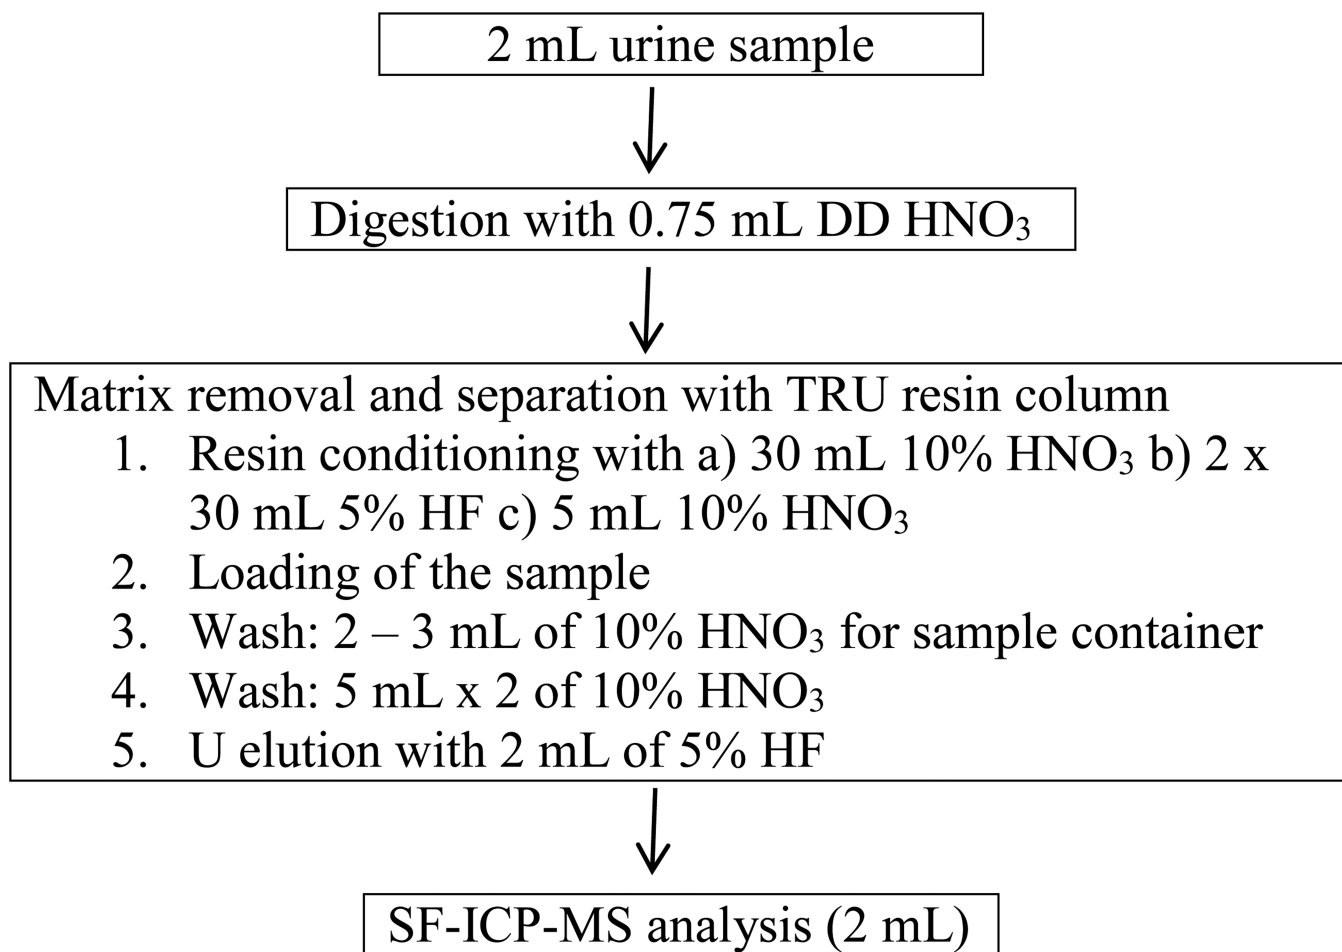 2 mL urine sample
Digestion with 0.75 mL DD HNO₃
Matrix removal and separation with TRU resin column
1. Resin conditioning with a) 30 mL 10% HNO₃ b) 2 x
30 mL 5% HF c) 5 mL 10% HNO₃
2. Loading of the sample
3. Wash: 2 – 3 mL of 10% HNO₃ for sample container
4. Wash: 5 mL x 2 of 10% HNO₃
5. U elution with 2 mL of 5% HF
SF-ICP-MS analysis (2 mL)